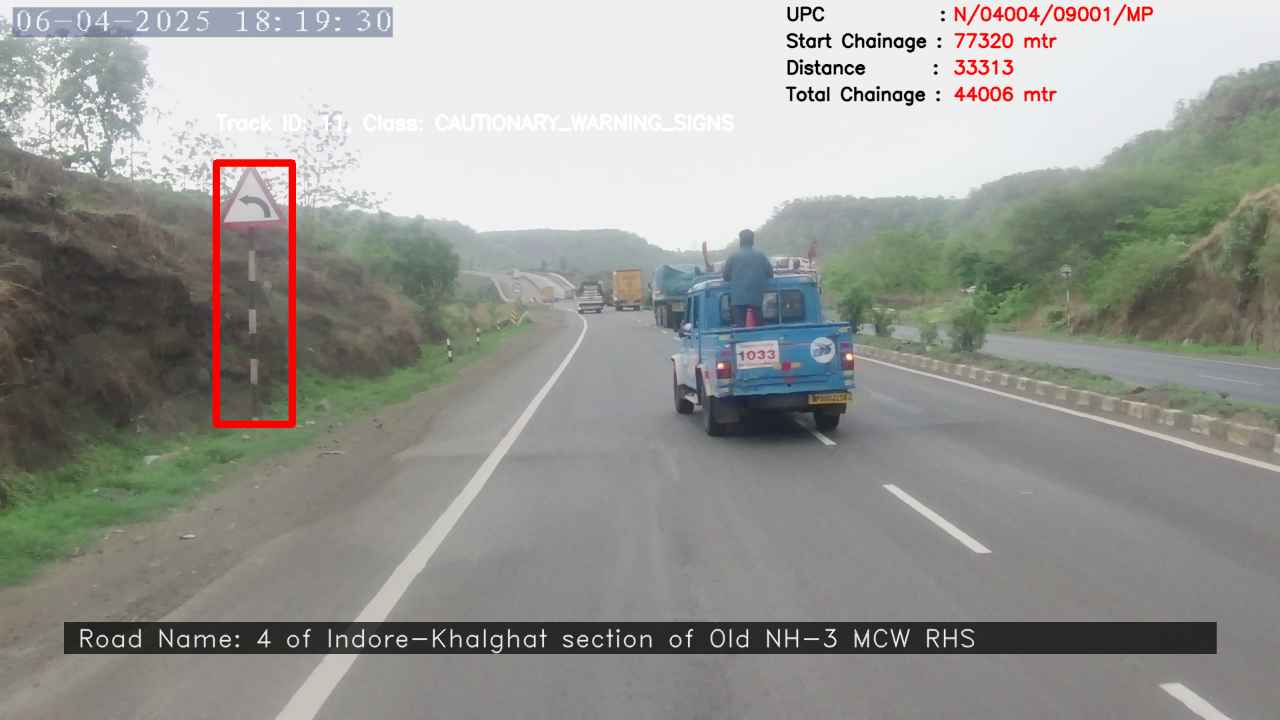 06-04-2025 18:19:30
UPC : N/04004/09001/MP
Start Chainage : 77320 mtr
Distance : 33313
Total Chainage : 44006 mtr
Track ID: 11, Class: CAUTIONARY_WARNING_SIGNS
1033
Road Name: 4 of Indore-Khalghat section of Old NH-3 MCW RHS